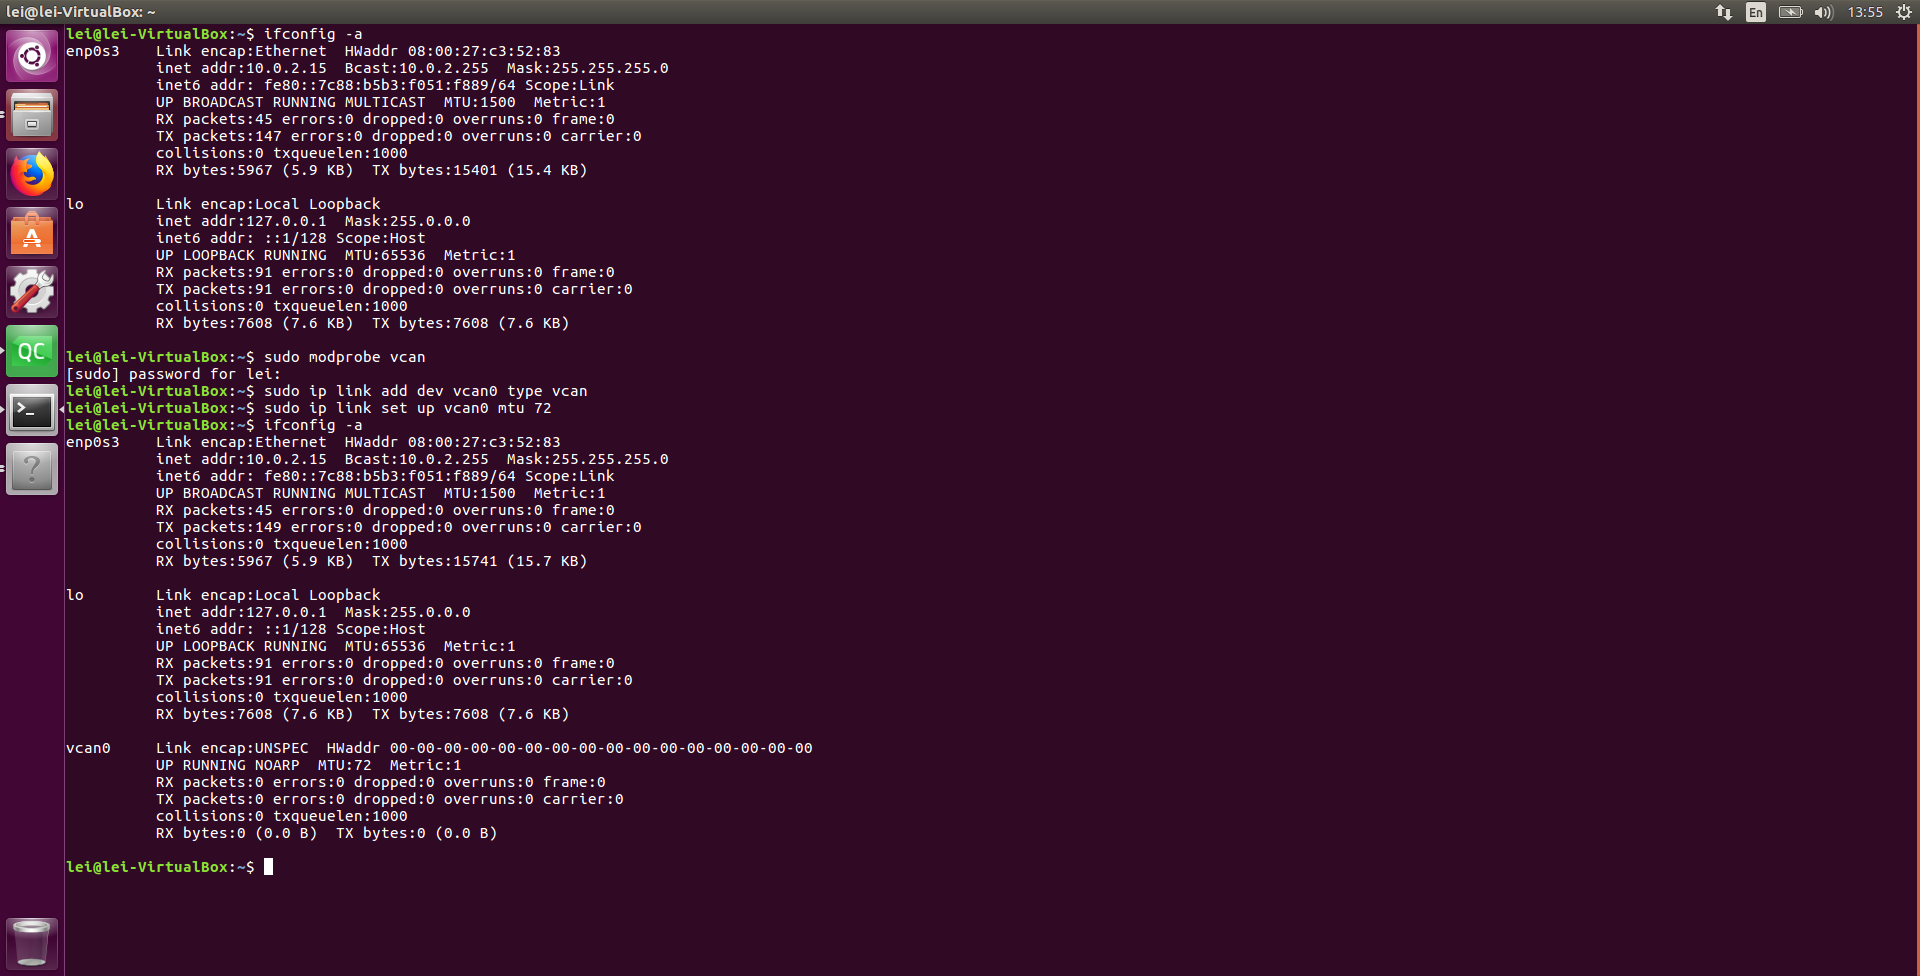 lei@lei-VirtualBox: ~
En
13:55
lei@lei-VirtualBox:~$ ifconfig -a
enp0s3    Link encap:Ethernet  HWaddr 08:00:27:c3:52:83
          inet addr:10.0.2.15  Bcast:10.0.2.255  Mask:255.255.255.0
          inet6 addr: fe80::7c88:b5b3:f051:f889/64 Scope:Link
          UP BROADCAST RUNNING MULTICAST  MTU:1500  Metric:1
          RX packets:45 errors:0 dropped:0 overruns:0 frame:0
          TX packets:147 errors:0 dropped:0 overruns:0 carrier:0
          collisions:0 txqueuelen:1000
          RX bytes:5967 (5.9 KB)  TX bytes:15401 (15.4 KB)

lo        Link encap:Local Loopback
          inet addr:127.0.0.1  Mask:255.0.0.0
          inet6 addr: ::1/128 Scope:Host
          UP LOOPBACK RUNNING  MTU:65536  Metric:1
          RX packets:91 errors:0 dropped:0 overruns:0 frame:0
          TX packets:91 errors:0 dropped:0 overruns:0 carrier:0
          collisions:0 txqueuelen:1000
          RX bytes:7608 (7.6 KB)  TX bytes:7608 (7.6 KB)

lei@lei-VirtualBox:~$ sudo modprobe vcan
[sudo] password for lei:
lei@lei-VirtualBox:~$ sudo ip link add dev vcan0 type vcan
lei@lei-VirtualBox:~$ sudo ip link set up vcan0 mtu 72
lei@lei-VirtualBox:~$ ifconfig -a
enp0s3    Link encap:Ethernet  HWaddr 08:00:27:c3:52:83
          inet addr:10.0.2.15  Bcast:10.0.2.255  Mask:255.255.255.0
          inet6 addr: fe80::7c88:b5b3:f051:f889/64 Scope:Link
          UP BROADCAST RUNNING MULTICAST  MTU:1500  Metric:1
          RX packets:45 errors:0 dropped:0 overruns:0 frame:0
          TX packets:149 errors:0 dropped:0 overruns:0 carrier:0
          collisions:0 txqueuelen:1000
          RX bytes:5967 (5.9 KB)  TX bytes:15741 (15.7 KB)

lo        Link encap:Local Loopback
          inet addr:127.0.0.1  Mask:255.0.0.0
          inet6 addr: ::1/128 Scope:Host
          UP LOOPBACK RUNNING  MTU:65536  Metric:1
          RX packets:91 errors:0 dropped:0 overruns:0 frame:0
          TX packets:91 errors:0 dropped:0 overruns:0 carrier:0
          collisions:0 txqueuelen:1000
          RX bytes:7608 (7.6 KB)  TX bytes:7608 (7.6 KB)

vcan0     Link encap:UNSPEC  HWaddr 00-00-00-00-00-00-00-00-00-00-00-00-00-00-00-00
          UP RUNNING NOARP  MTU:72  Metric:1
          RX packets:0 errors:0 dropped:0 overruns:0 frame:0
          TX packets:0 errors:0 dropped:0 overruns:0 carrier:0
          collisions:0 txqueuelen:1000
          RX bytes:0 (0.0 B)  TX bytes:0 (0.0 B)

lei@lei-VirtualBox:~$
A
QC
>_
?